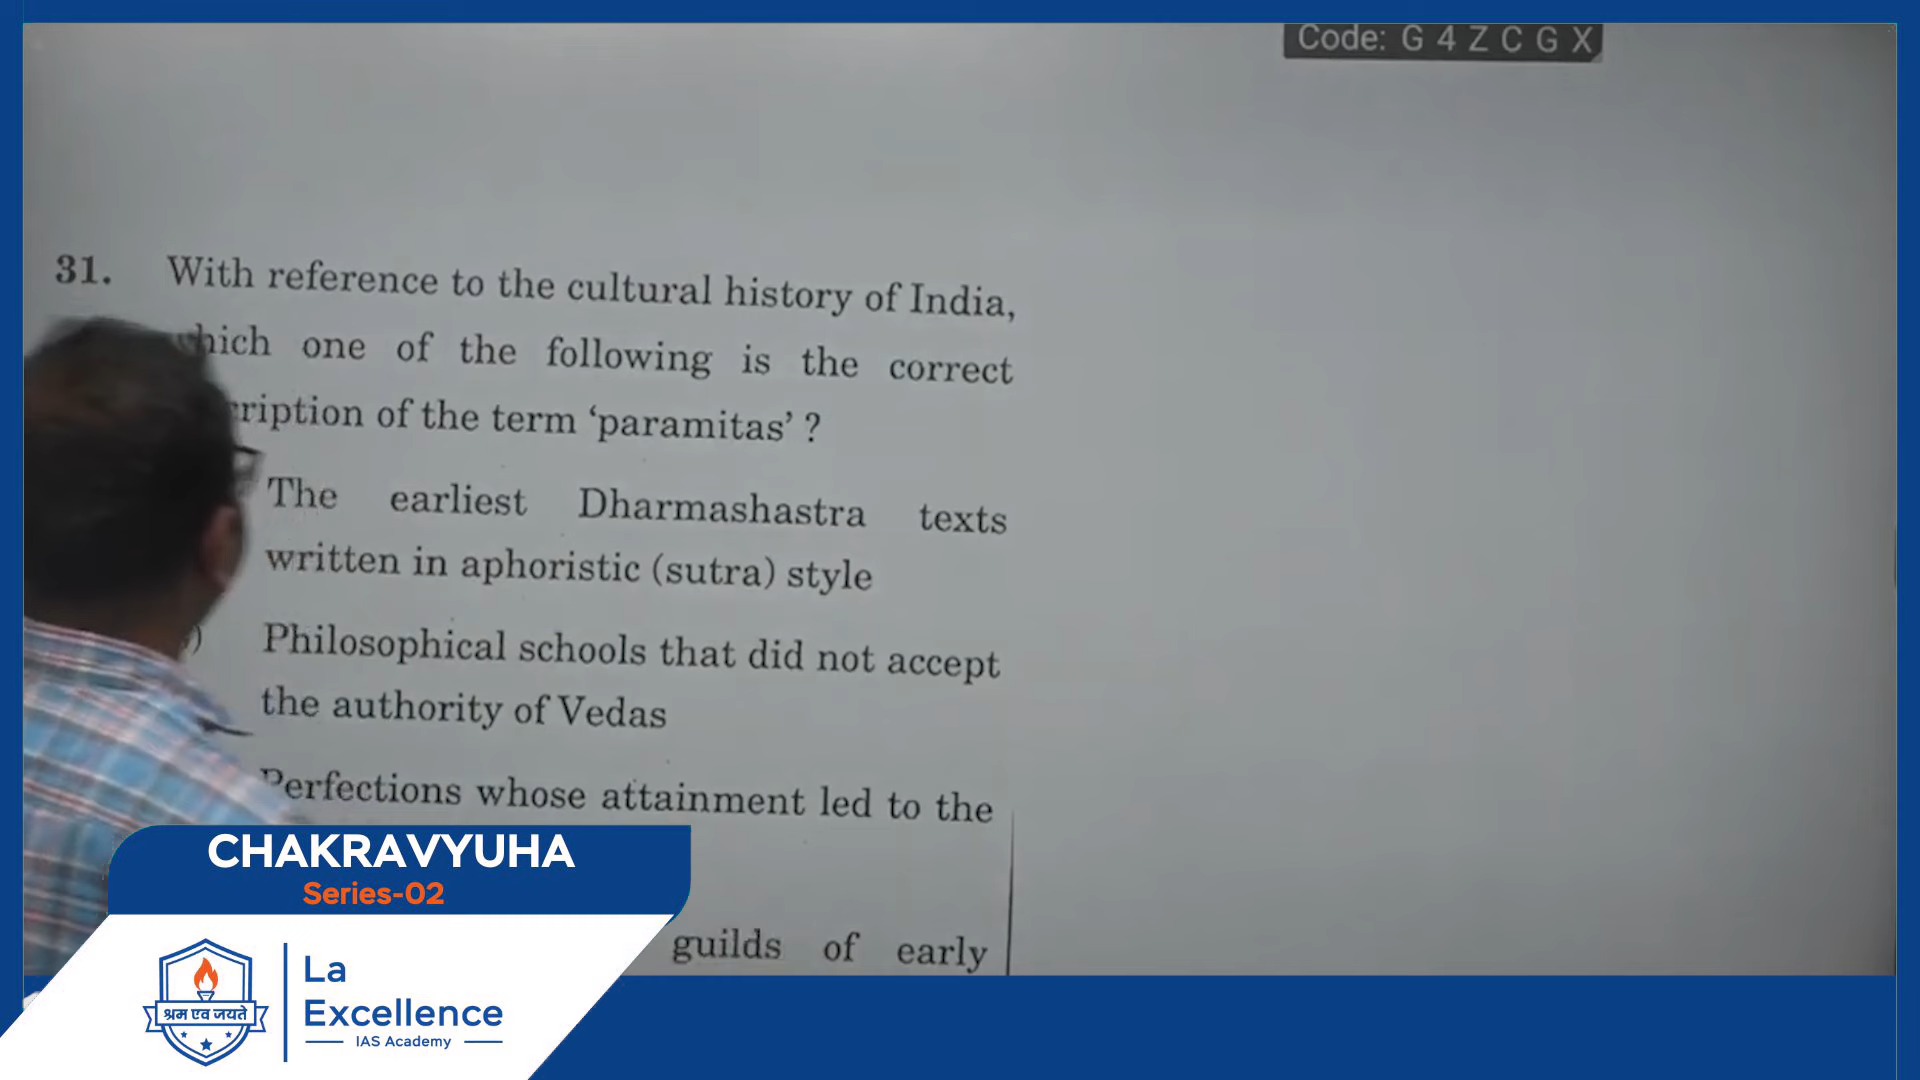 Code: G 4 Z C G X
31. With reference to the cultural history of India,
which one of the following is the correct
cription of the term ‘paramitas’ ?
The earliest Dharmashastra texts
written in aphoristic (sutra) style
) Philosophical schools that did not accept
the authority of Vedas
Perfections whose attainment led to the
guilds of early
CHAKRAVYUHA
Series-02
La
Excellence
IAS Academy
श्रम एव जयते